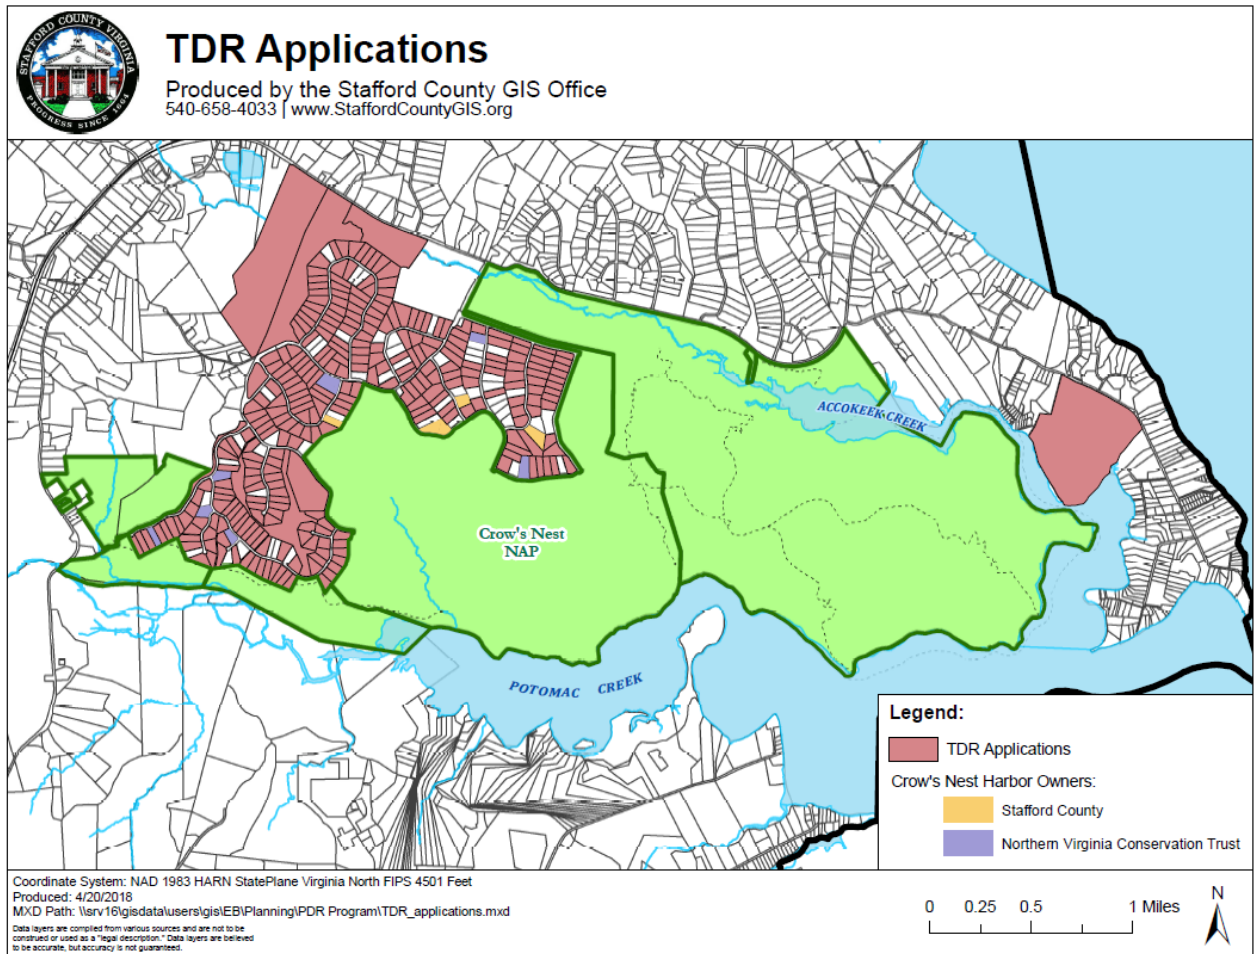 STAFFORD COUNTY VIRGINIA
PROGRESS SINCE 1664
TDR Applications
Produced by the Stafford County GIS Office
540-658-4033 | www.StaffordCountyGIS.org
ACCOKEEK CREEK
Crow's Nest
NAP
POTOMAC CREEK
Legend:
TDR Applications
Crow's Nest Harbor Owners:
Stafford County
Northern Virginia Conservation Trust
Coordinate System: NAD 1983 HARN StatePlane Virginia North FIPS 4501 Feet
Produced: 4/20/2018
MXD Path: \\srv16\gisdata\users\gis\EB\Planning\PDR Program\TDR_applications.mxd
Data layers are compiled from various sources and are not to be
construed or used as a "legal description." Data layers are believed
to be accurate, but accuracy is not guaranteed.
0 0.25 0.5 1 Miles
N